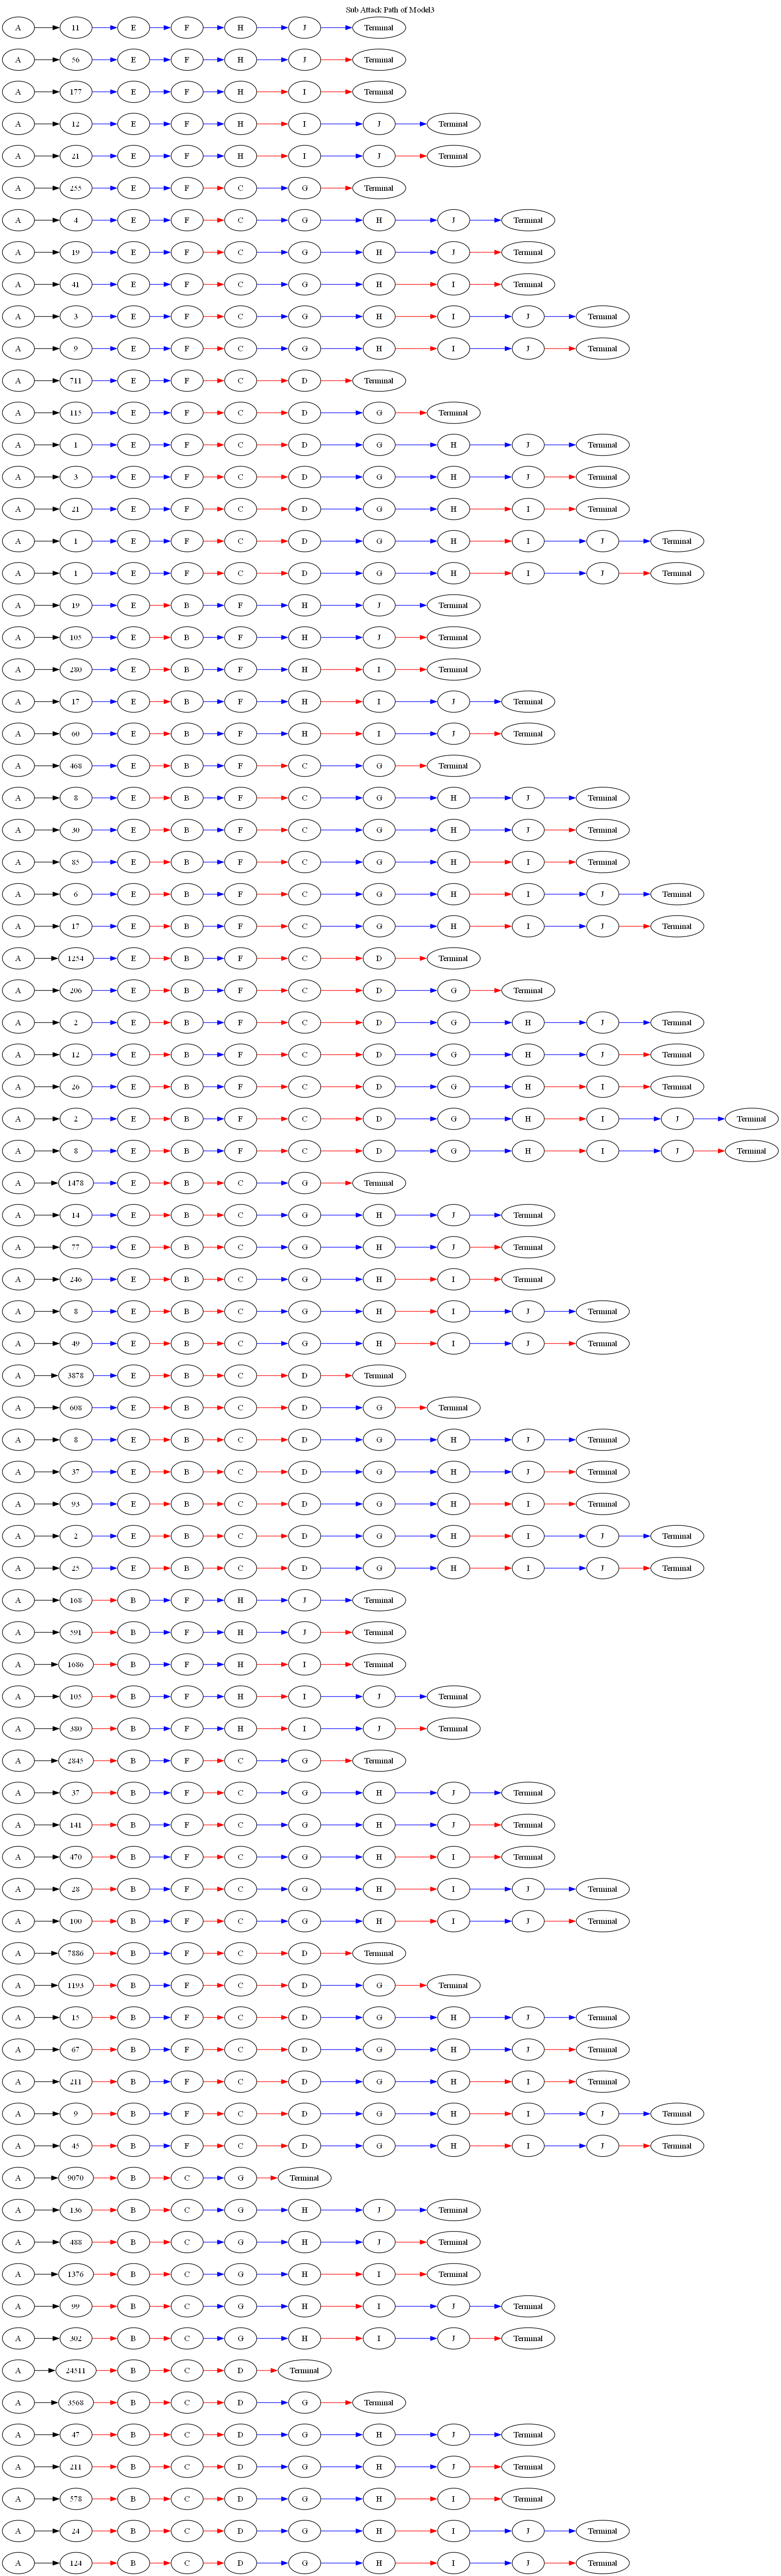 Sub Attack Path of Model3
A 11 E F H J Terminal
A 56 E F H J Terminal
A 177 E F H I Terminal
A 12 E F H I J Terminal
A 21 E F H I J Terminal
A 255 E F C G Terminal
A 4 E F C G H J Terminal
A 19 E F C G H J Terminal
A 41 E F C G H I Terminal
A 3 E F C G H I J Terminal
A 9 E F C G H I J Terminal
A 711 E F C D Terminal
A 115 E F C D G Terminal
A 1 E F C D G H J Terminal
A 3 E F C D G H J Terminal
A 21 E F C D G H I Terminal
A 1 E F C D G H I J Terminal
A 1 E F C D G H I J Terminal
A 19 E B F H J Terminal
A 105 E B F H J Terminal
A 280 E B F H I Terminal
A 17 E B F H I J Terminal
A 60 E B F H I J Terminal
A 468 E B F C G Terminal
A 8 E B F C G H J Terminal
A 30 E B F C G H J Terminal
A 85 E B F C G H I Terminal
A 6 E B F C G H I J Terminal
A 17 E B F C G H I J Terminal
A 1254 E B F C D Terminal
A 206 E B F C D G Terminal
A 2 E B F C D G H J Terminal
A 12 E B F C D G H J Terminal
A 26 E B F C D G H I Terminal
A 2 E B F C D G H I J Terminal
A 8 E B F C D G H I J Terminal
A 1478 E B C G Terminal
A 14 E B C G H J Terminal
A 77 E B C G H J Terminal
A 246 E B C G H I Terminal
A 8 E B C G H I J Terminal
A 49 E B C G H I J Terminal
A 3878 E B C D Terminal
A 608 E B C D G Terminal
A 8 E B C D G H J Terminal
A 37 E B C D G H J Terminal
A 93 E B C D G H I Terminal
A 2 E B C D G H I J Terminal
A 25 E B C D G H I J Terminal
A 168 B F H J Terminal
A 591 B F H J Terminal
A 1686 B F H I Terminal
A 105 B F H I J Terminal
A 380 B F H I J Terminal
A 2845 B F C G Terminal
A 37 B F C G H J Terminal
A 141 B F C G H J Terminal
A 470 B F C G H I Terminal
A 28 B F C G H I J Terminal
A 100 B F C G H I J Terminal
A 7886 B F C D Terminal
A 1193 B F C D G Terminal
A 15 B F C D G H J Terminal
A 67 B F C D G H J Terminal
A 211 B F C D G H I Terminal
A 9 B F C D G H I J Terminal
A 45 B F C D G H I J Terminal
A 9070 B C G Terminal
A 136 B C G H J Terminal
A 488 B C G H J Terminal
A 1376 B C G H I Terminal
A 99 B C G H I J Terminal
A 302 B C G H I J Terminal
A 24511 B C D Terminal
A 3568 B C D G Terminal
A 47 B C D G H J Terminal
A 211 B C D G H J Terminal
A 578 B C D G H I Terminal
A 24 B C D G H I J Terminal
A 124 B C D G H I J Terminal